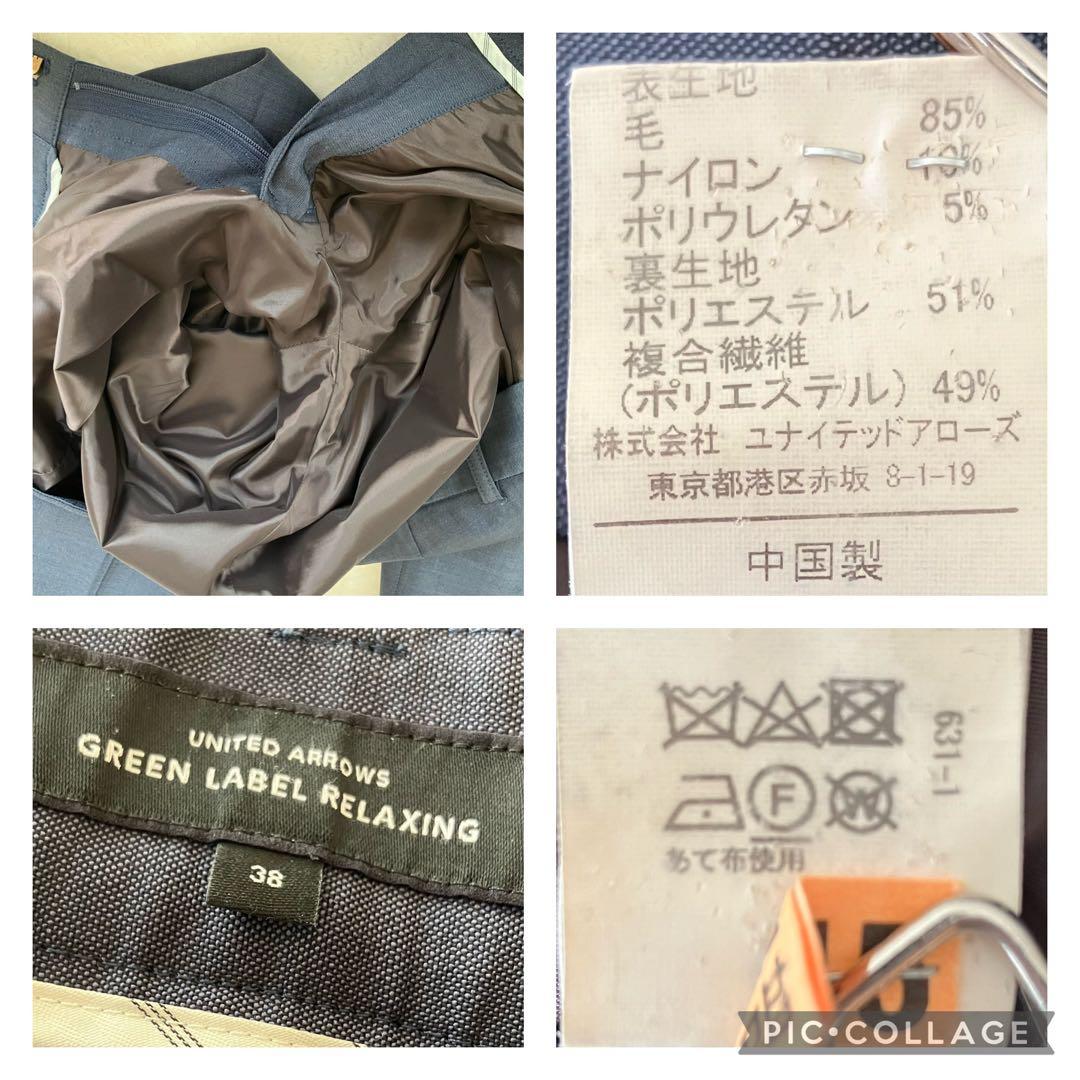 表生地
毛 85%
ナイロン 10%
ポリウレタン 5%
裏生地
ポリエステル 51%
複合繊維
(ポリエステル) 49%
株式会社 ユナイテッドアローズ
東京都港区赤坂 8-1-19
中国製
UNITED ARROWS
GREEN LABEL RELAXING
38
631-1
F
W
あて布使用
PIC•COLLAGE